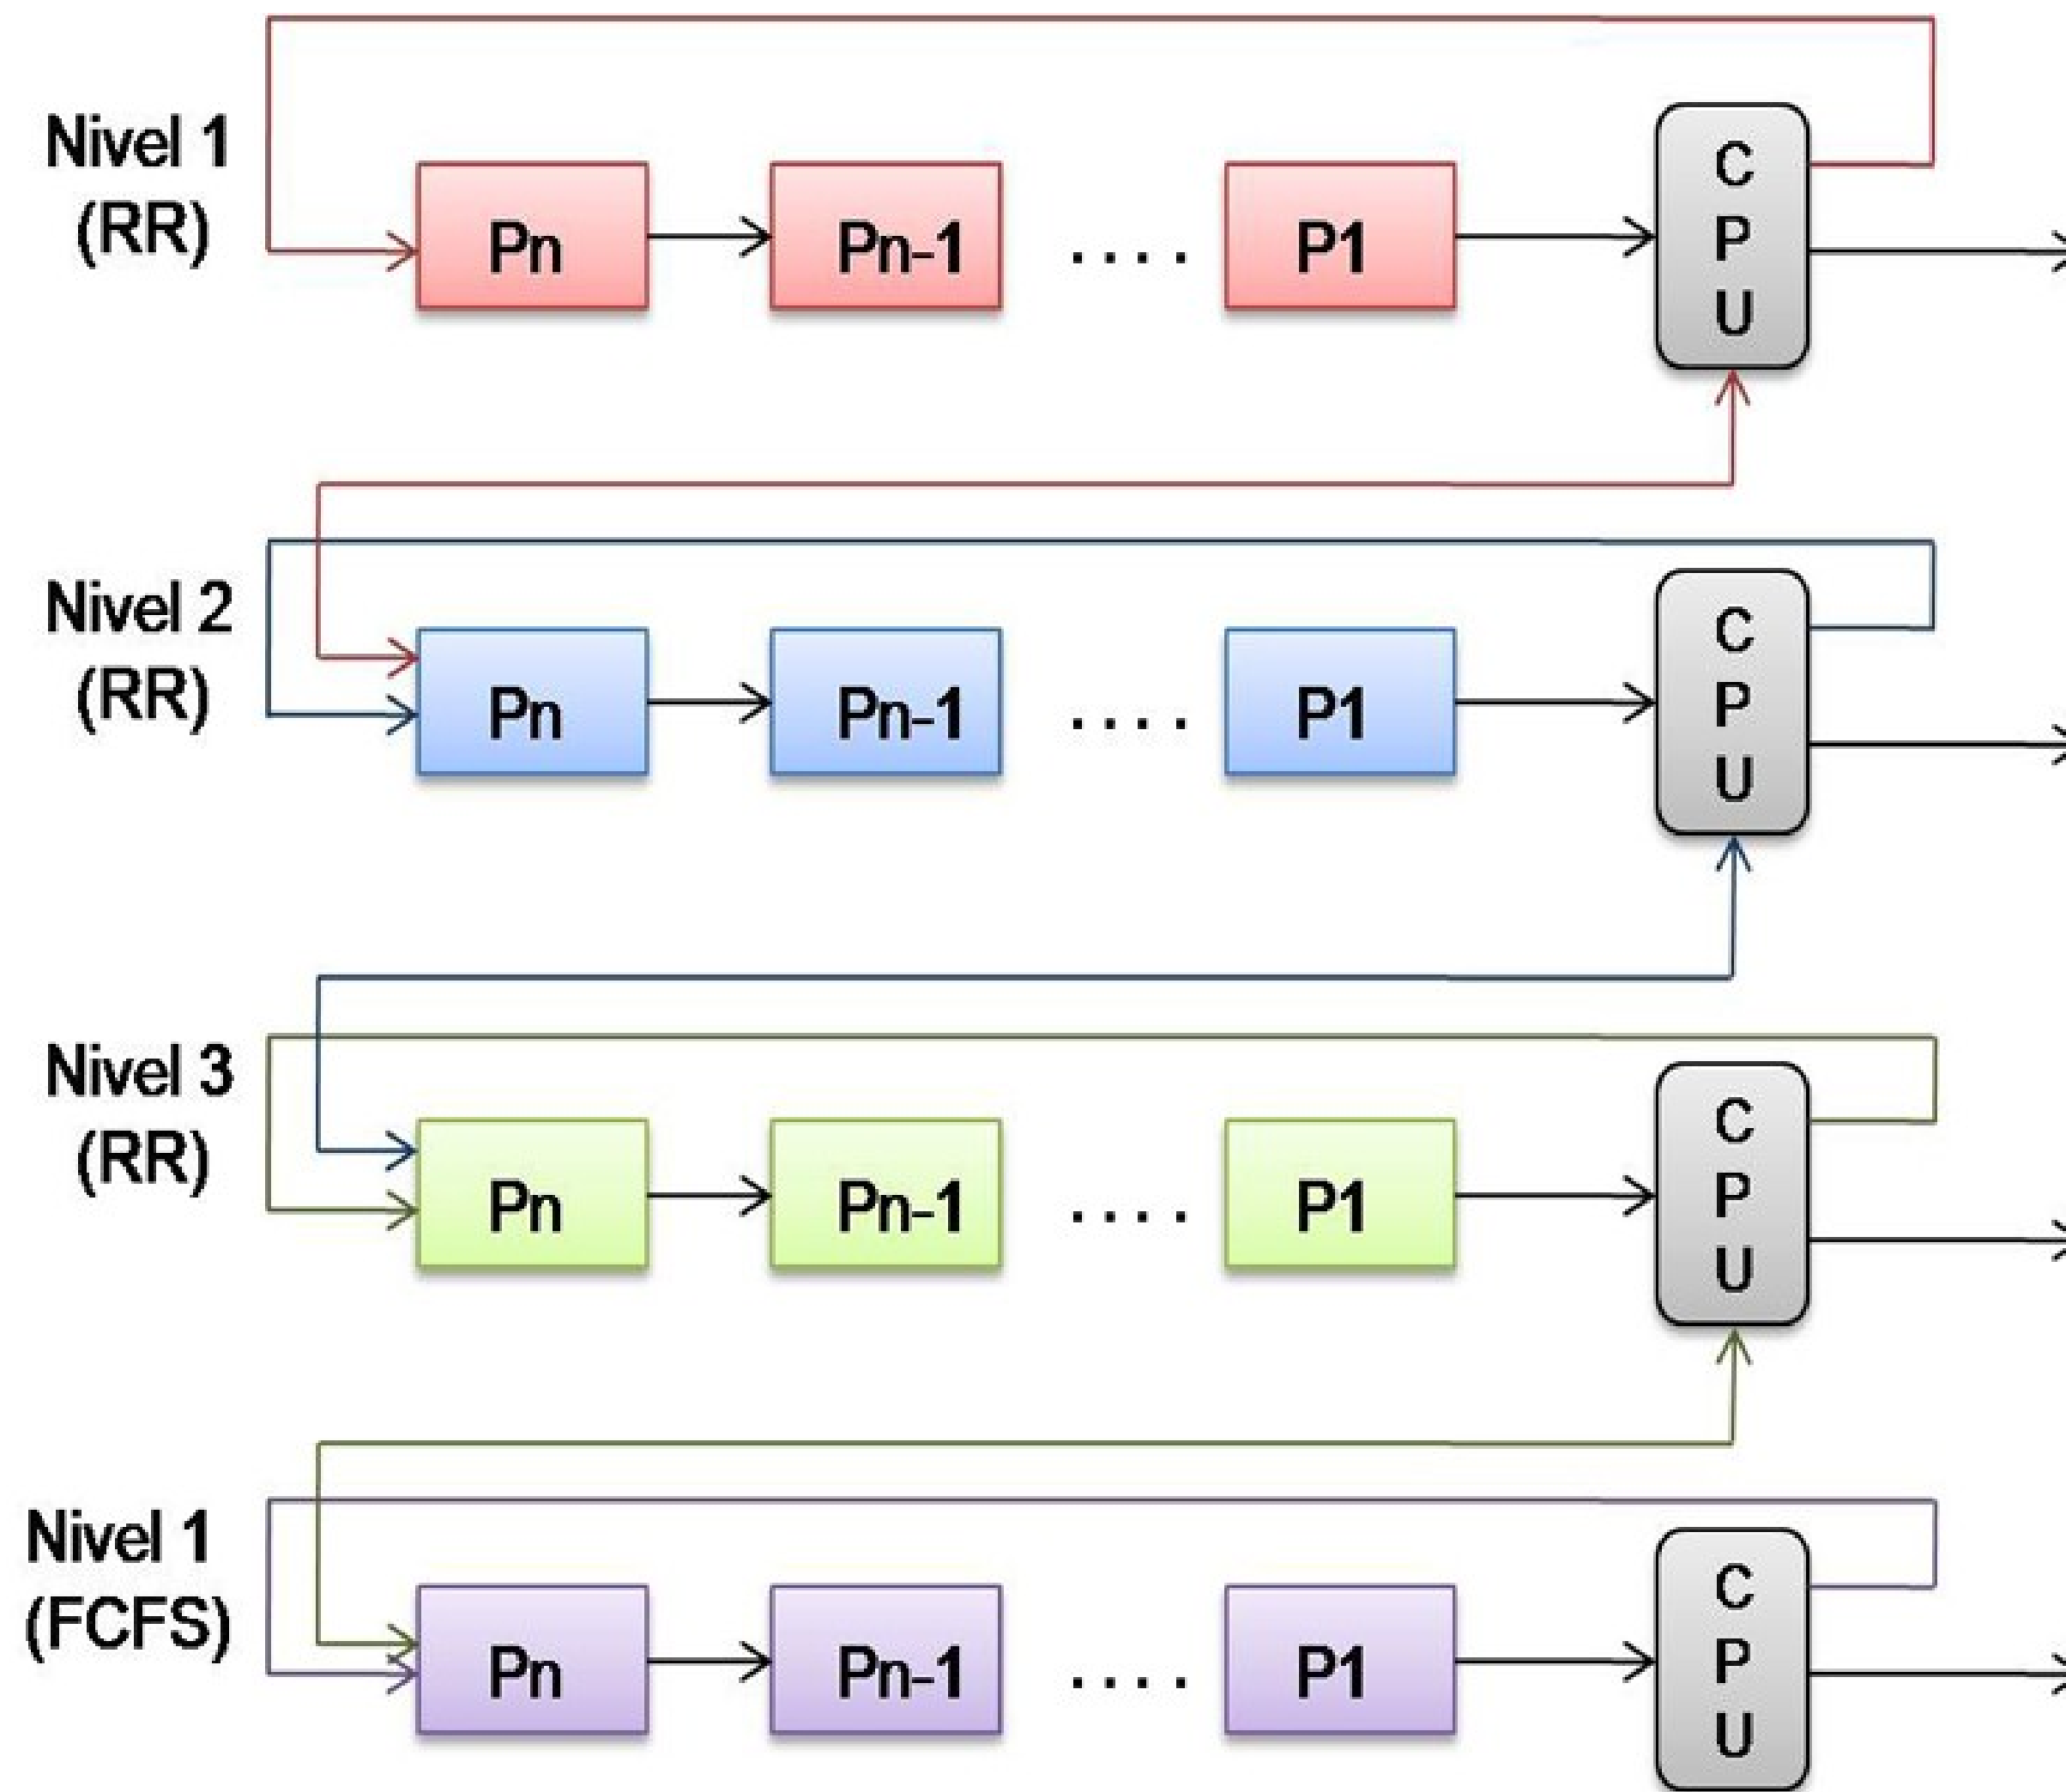 Nivel 1
(RR)
Pn
Pn-1
....
P1
C
P
U
Nivel 2
(RR)
Pn
Pn-1
....
P1
C
P
U
Nivel 3
(RR)
Pn
Pn-1
....
P1
C
P
U
Nivel 1
(FCFS)
Pn
Pn-1
....
P1
C
P
U